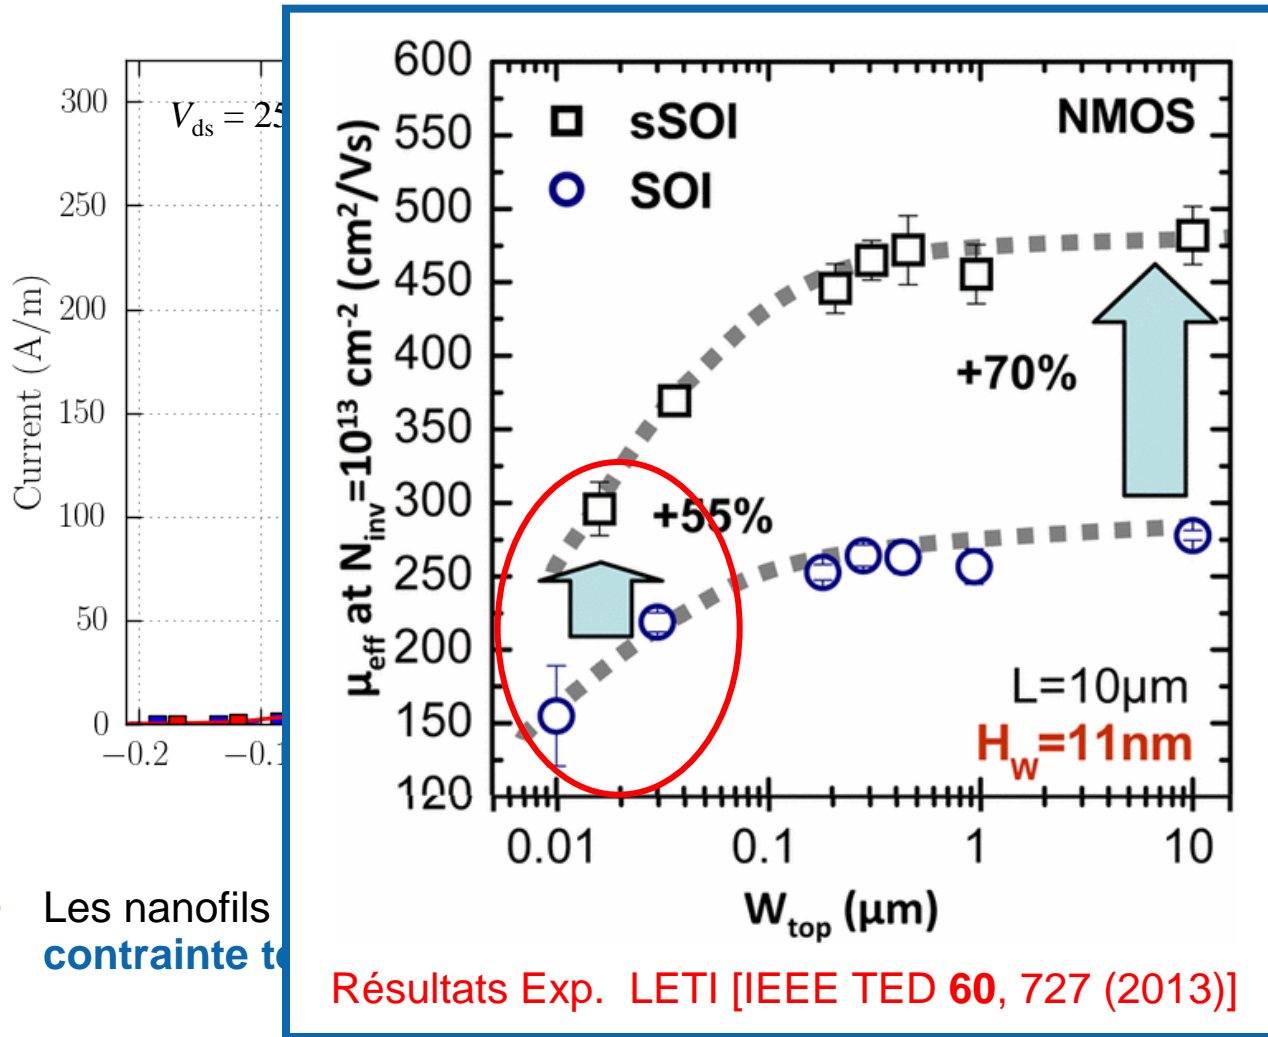 300
250
200
150
100
50
0
Current (A/m)
−0.2
V_ds = 25
600
550
500
450
400
350
300
250
200
150
120
μ_eff at N_inv=10^13 cm^-2 (cm^2/Vs)
sSOI
SOI
NMOS
+70%
+55%
L=10μm
H_w=11nm
0.01
0.1
1
10
W_top (μm)
Les nanofils
contrainte
Résultats Exp. LETI [IEEE TED 60, 727 (2013)]